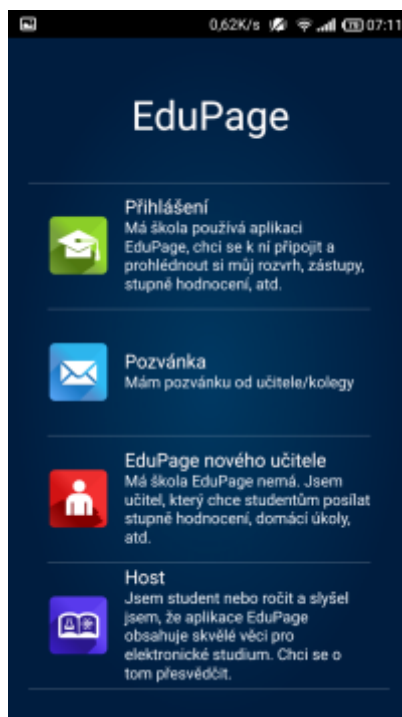 0,62K/s 78 07:11
EduPage
Přihlášení
Má škola používá aplikaci
EduPage, chci se k ní připojit a
prohlédnout si můj rozvrh, zástupy,
stupně hodnocení, atd.
Pozvánka
Mám pozvánku od učitele/kolegy
EduPage nového učitele
Má škola EduPage nemá. Jsem
učitel, který chce studentům posílat
stupně hodnocení, domácí úkoly,
atd.
Host
Jsem student nebo ročit a slyšel
jsem, že aplikace EduPage
obsahuje skvělé věci pro
elektronické studium. Chci se o
tom přesvědčit.